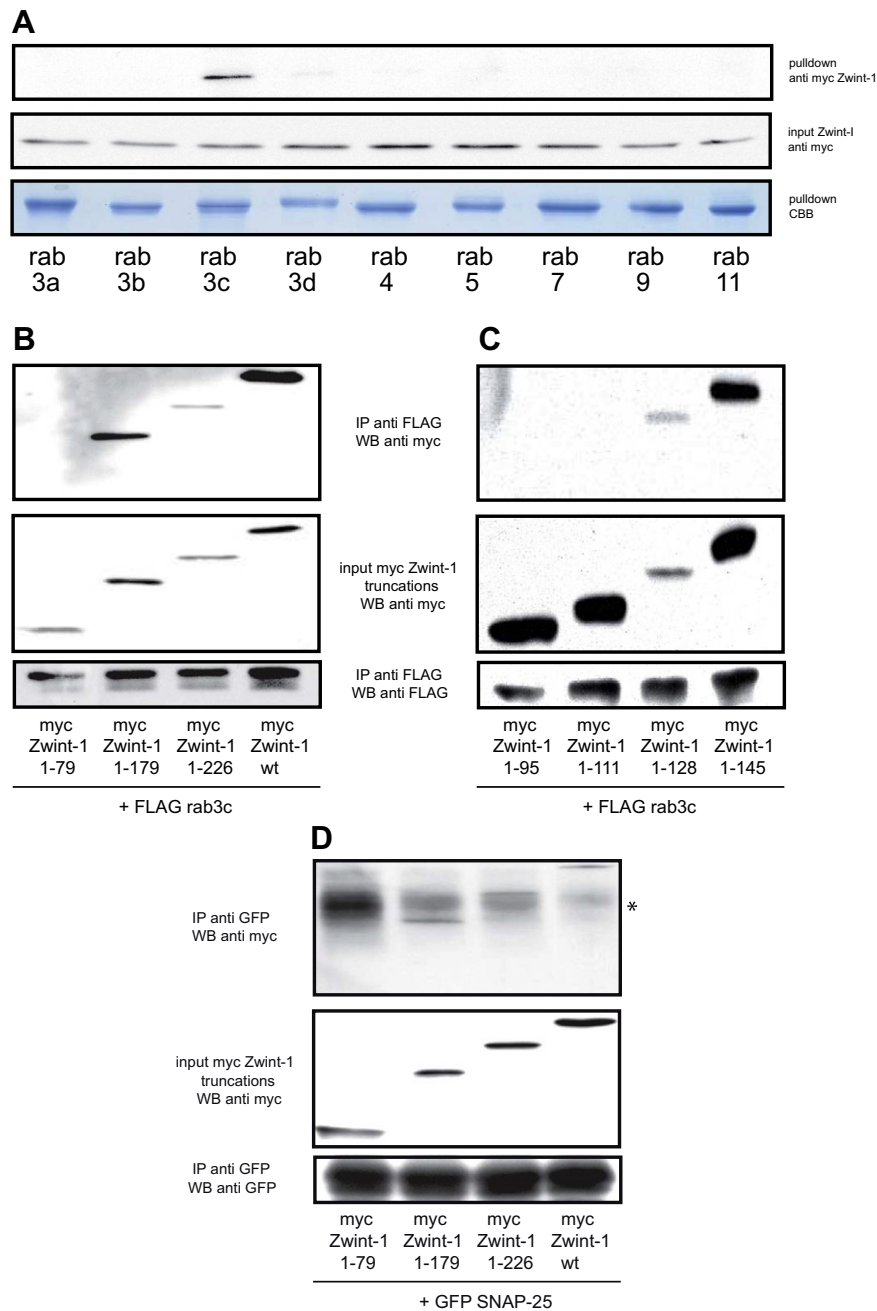 A
pulldown
anti myc Zwint-1
input Zwint-I
anti myc
pulldown
CBB
rab 3a
rab 3b
rab 3c
rab 3d
rab 4
rab 5
rab 7
rab 9
rab 11
B
C
IP anti FLAG
WB anti myc
input myc Zwint-1
truncations
WB anti myc
IP anti FLAG
WB anti FLAG
myc Zwint-1 1-79
myc Zwint-1 1-179
myc Zwint-1 1-226
myc Zwint-1 wt
+ FLAG rab3c
myc Zwint-1 1-95
myc Zwint-1 1-111
myc Zwint-1 1-128
myc Zwint-1 1-145
+ FLAG rab3c
D
IP anti GFP
WB anti myc
*
input myc Zwint-1
truncations
WB anti myc
IP anti GFP
WB anti GFP
myc Zwint-1 1-79
myc Zwint-1 1-179
myc Zwint-1 1-226
myc Zwint-1 wt
+ GFP SNAP-25